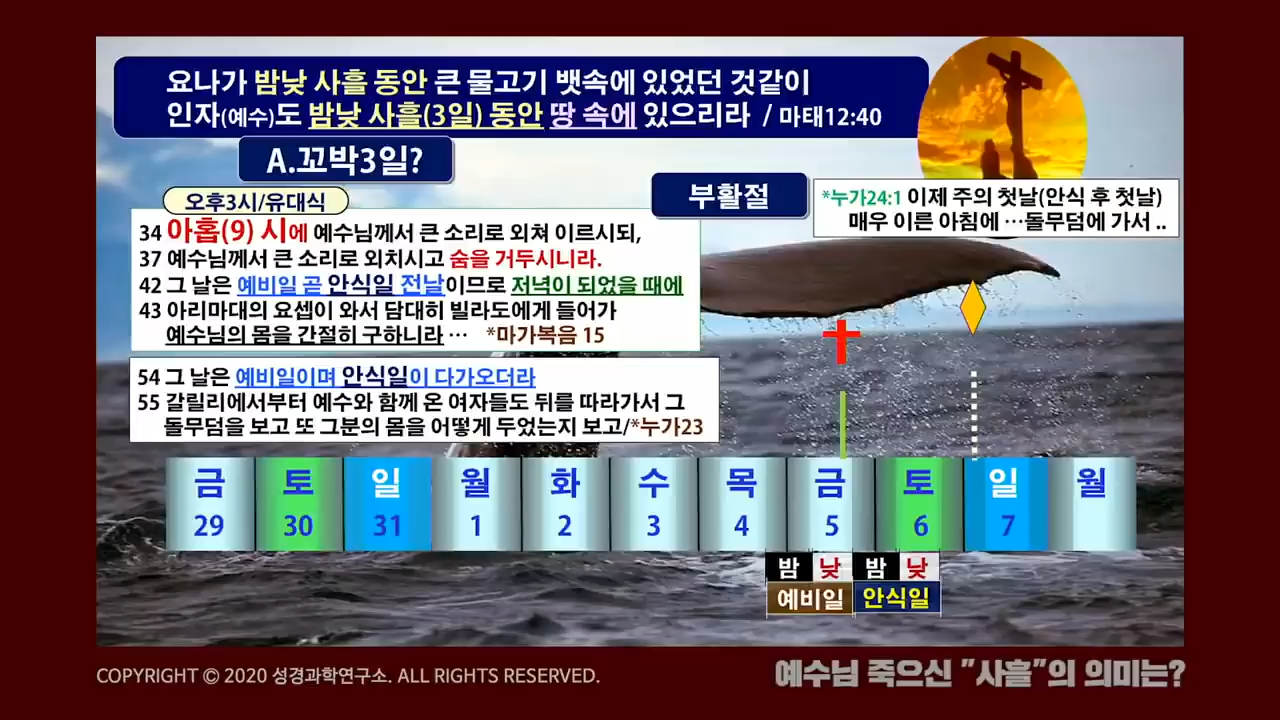 요나가 밤낮 사흘 동안 큰 물고기 뱃속에 있었던 것같이
인자(예수)도 밤낮 사흘(3일) 동안 땅 속에 있으리라 / 마태12:40
A.꼬박3일?
부활절
*누가24:1 이제 주의 첫날(안식 후 첫날)
매우 이른 아침에 …돌무덤에 가서 ..
오후3시/유대식
34 아홉(9) 시에 예수님께서 큰 소리로 외쳐 이르시되,
37 예수님께서 큰 소리로 외치시고 숨을 거두시니라.
42 그 날은 예비일 곧 안식일 전날이므로 저녁이 되었을 때에
43 아리마대의 요셉이 와서 담대히 빌라도에게 들어가
예수님의 몸을 간절히 구하니라 … *마가복음 15
54 그 날은 예비일이며 안식일이 다가오더라
55 갈릴리에서부터 예수와 함께 온 여자들도 뒤를 따라가서 그
돌무덤을 보고 또 그분의 몸을 어떻게 두었는지 보고/*누가23
금 토 일 월 화 수 목 금 토 일 월
29 30 31 1 2 3 4 5 6 7
밤 낮 밤 낮
예비일 안식일
COPYRIGHT © 2020 성경과학연구소. ALL RIGHTS RESERVED.
예수님 죽으신 "사흘"의 의미는?